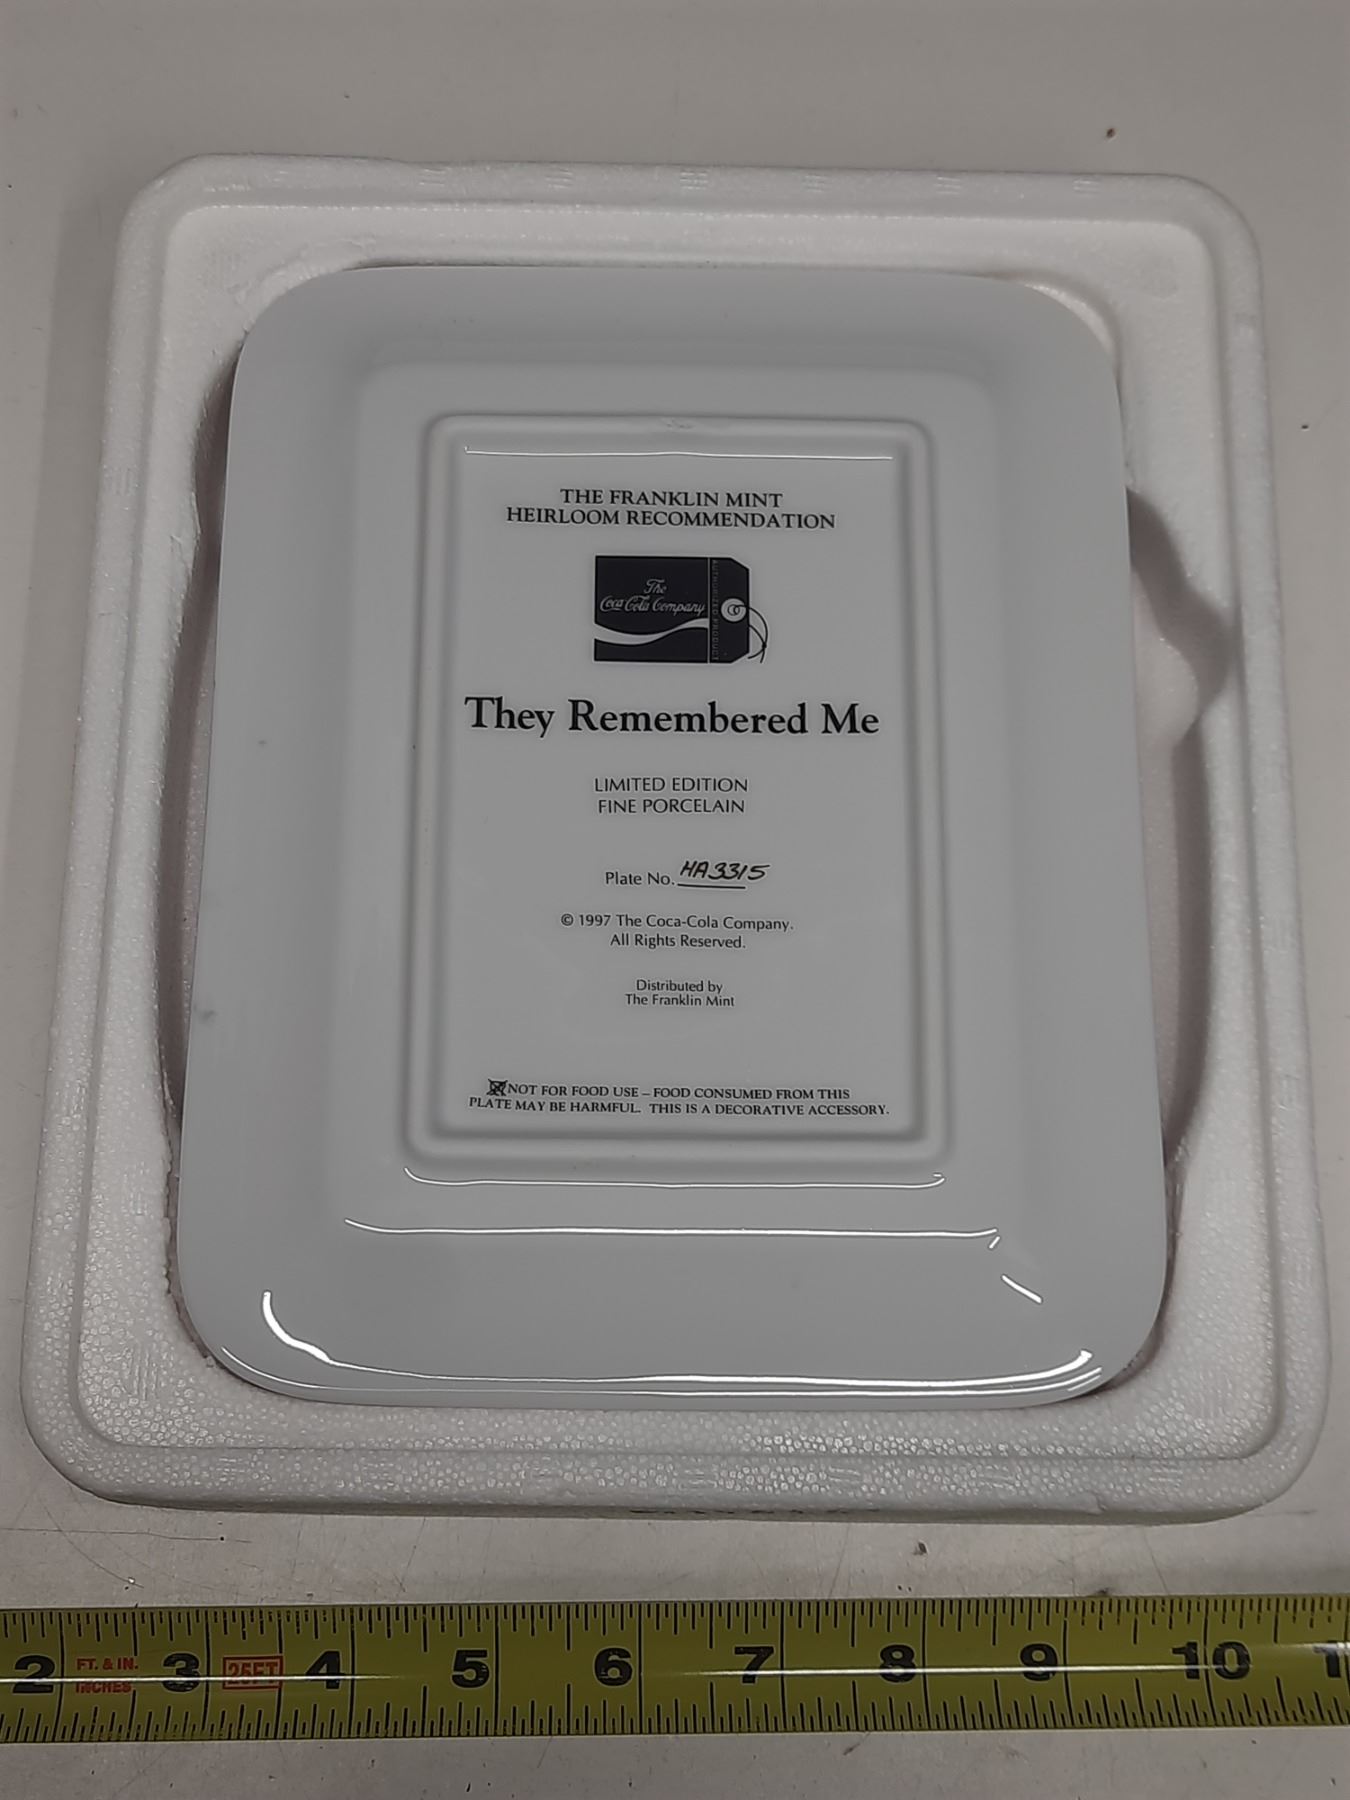 THE FRANKLIN MINT
HEIRLOOM RECOMMENDATION
The
Coca-Cola Company
AUTHORIZED PRODUCT
They Remembered Me
LIMITED EDITION
FINE PORCELAIN
Plate No. HA3315
© 1997 The Coca-Cola Company.
All Rights Reserved.
Distributed by
The Franklin Mint
NOT FOR FOOD USE – FOOD CONSUMED FROM THIS
PLATE MAY BE HARMFUL. THIS IS A DECORATIVE ACCESSORY.
2 FT. & IN. 3 25FT 4 5 6 7 8 9 10 1
INCHES